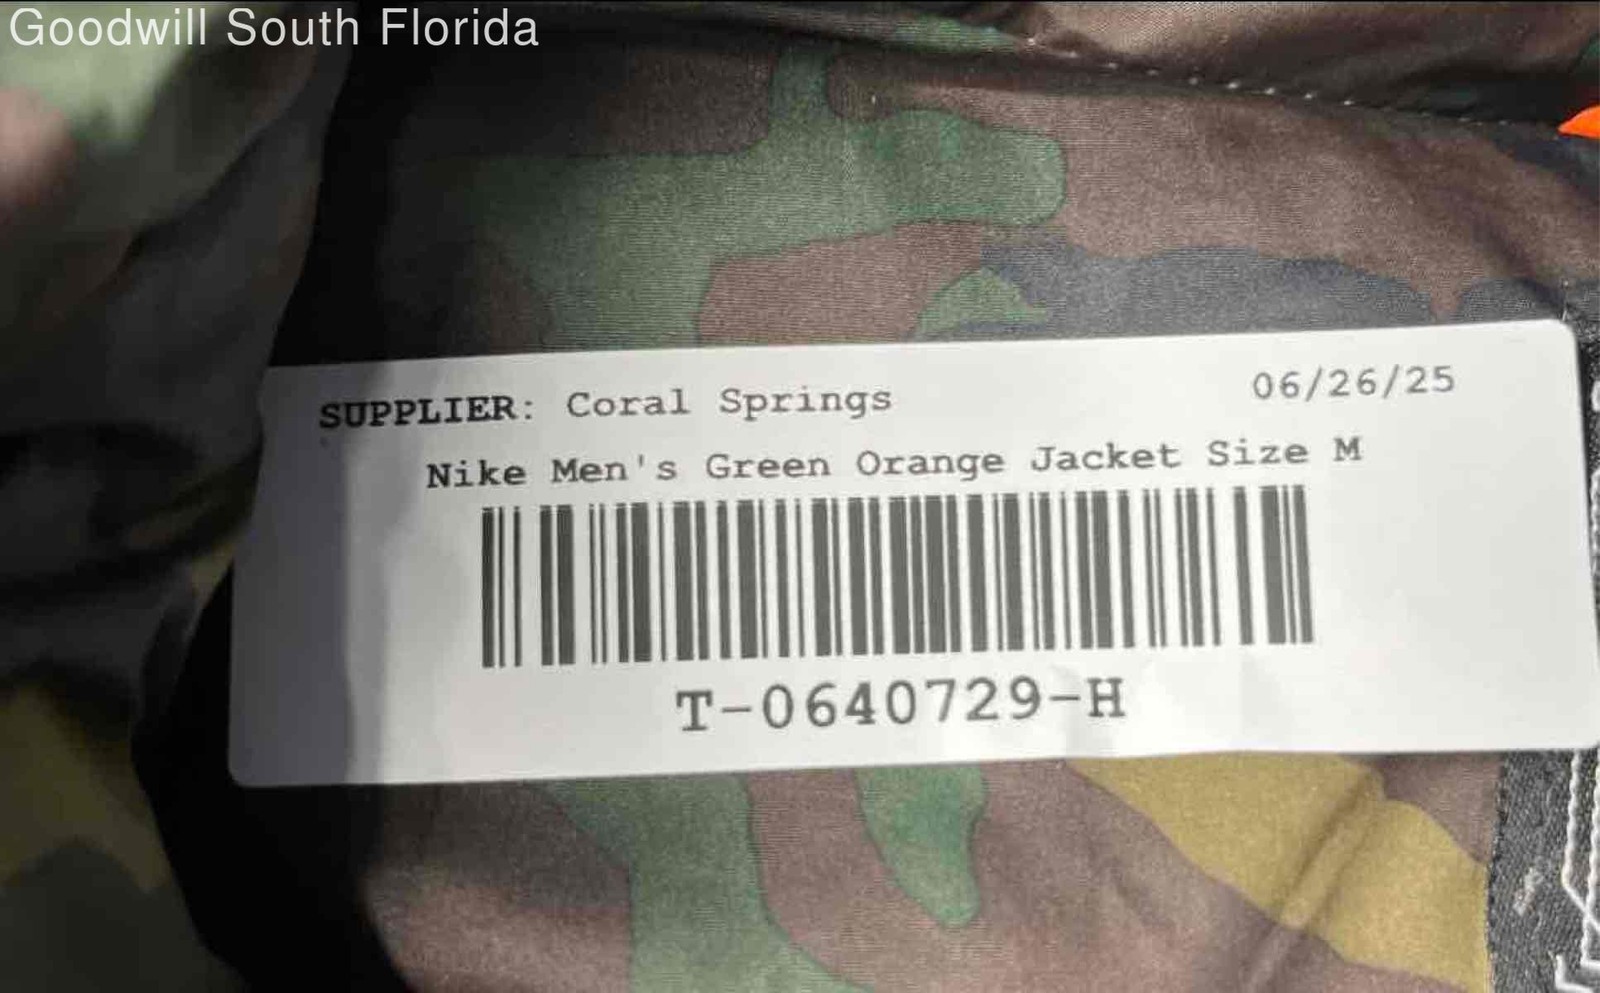 Goodwill South Florida
SUPPLIER: Coral Springs
06/26/25
Nike Men's Green Orange Jacket Size M
T-0640729-H